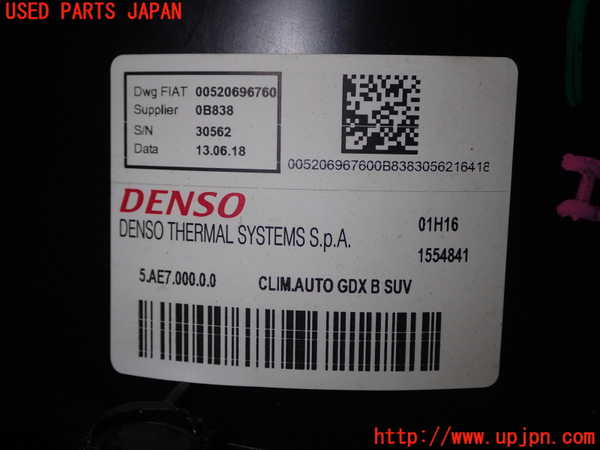 USED PARTS JAPAN
Dwg FIAT 00520696760
Supplier 0B838
S/N 30562
Data 13.06.18
005206967600B8383056216418
DENSO
DENSO THERMAL SYSTEMS S.p.A.
01H16
1554841
5.AE7.000.0.0 CLIM.AUTO GDX B SUV
http://www.upjpn.com/